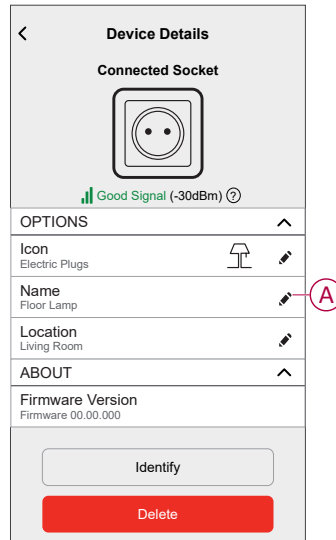 Device Details
Connected Socket
Good Signal (-30dBm) ?
OPTIONS
Icon
Electric Plugs
Name
Floor Lamp
A
Location
Living Room
ABOUT
Firmware Version
Firmware 00.00.000
Identify
Delete